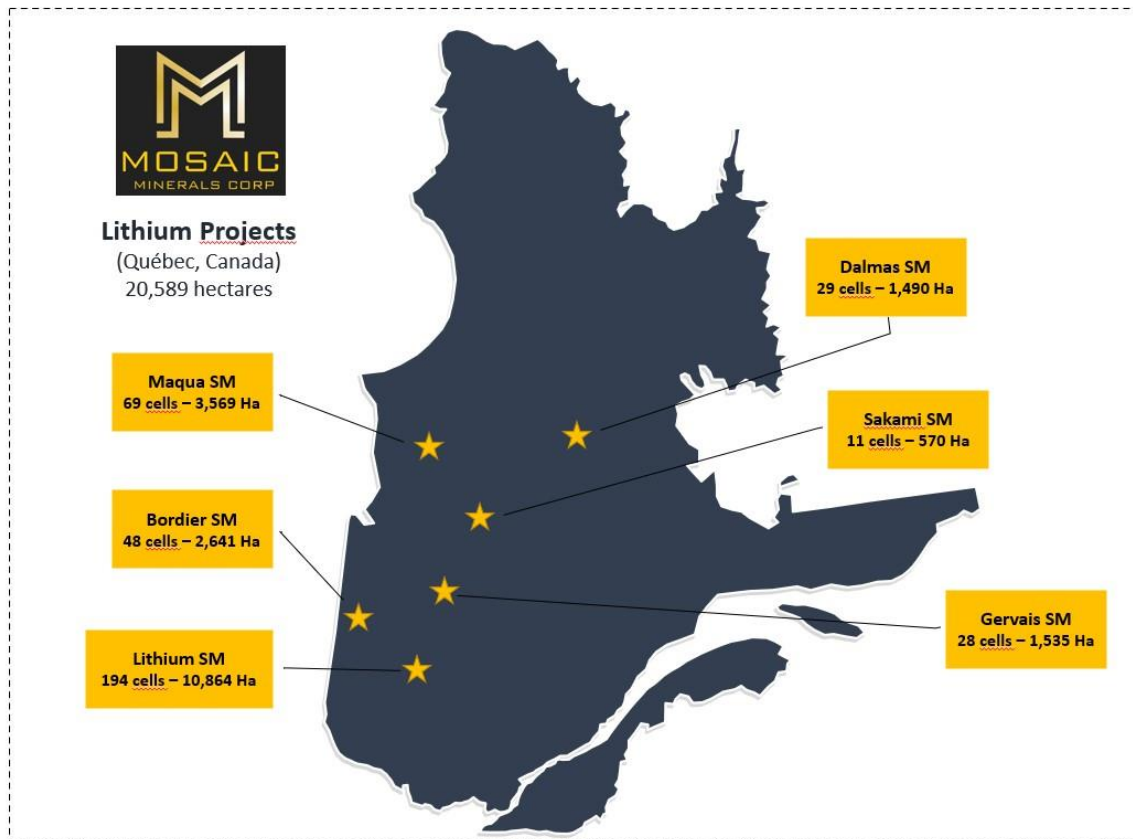 MOSAIC
MINERALS CORP
Lithium Projects
(Québec, Canada)
20,589 hectares
Dalmas SM
29 cells – 1,490 Ha
Maqua SM
69 cells – 3,569 Ha
Sakami SM
11 cells – 570 Ha
Bordier SM
48 cells – 2,641 Ha
Gervais SM
28 cells – 1,535 Ha
Lithium SM
194 cells – 10,864 Ha